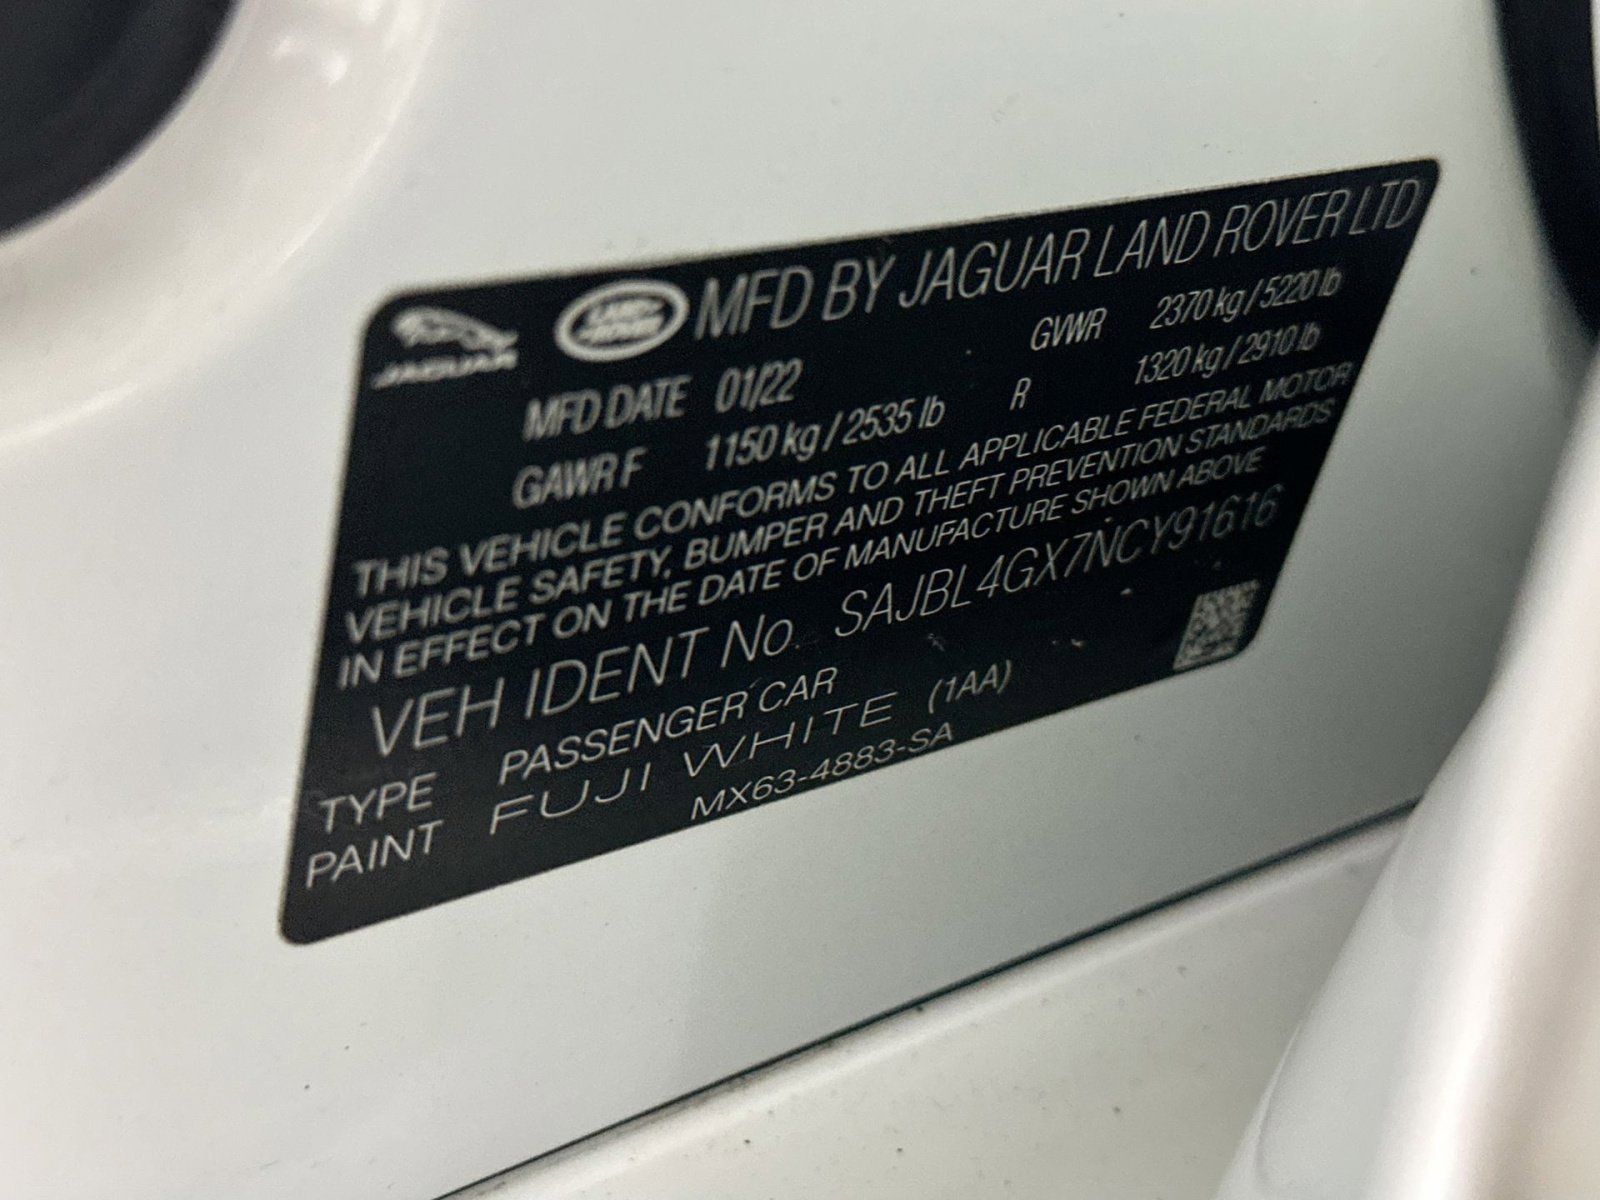 JAGUAR LAND ROVER MFD BY JAGUAR LAND ROVER LTD
MFD DATE 01/22 GVWR 2370 kg / 5220 lb
GAWR F 1150 kg / 2535 lb R 1320 kg / 2910 lb
THIS VEHICLE CONFORMS TO ALL APPLICABLE FEDERAL MOTOR
VEHICLE SAFETY, BUMPER AND THEFT PREVENTION STANDARDS
IN EFFECT ON THE DATE OF MANUFACTURE SHOWN ABOVE
VEH IDENT No. SAJBL4GX7NCY91616
TYPE PASSENGER CAR
PAINT FUJI WHITE (1AA)
MX63-4883-SA